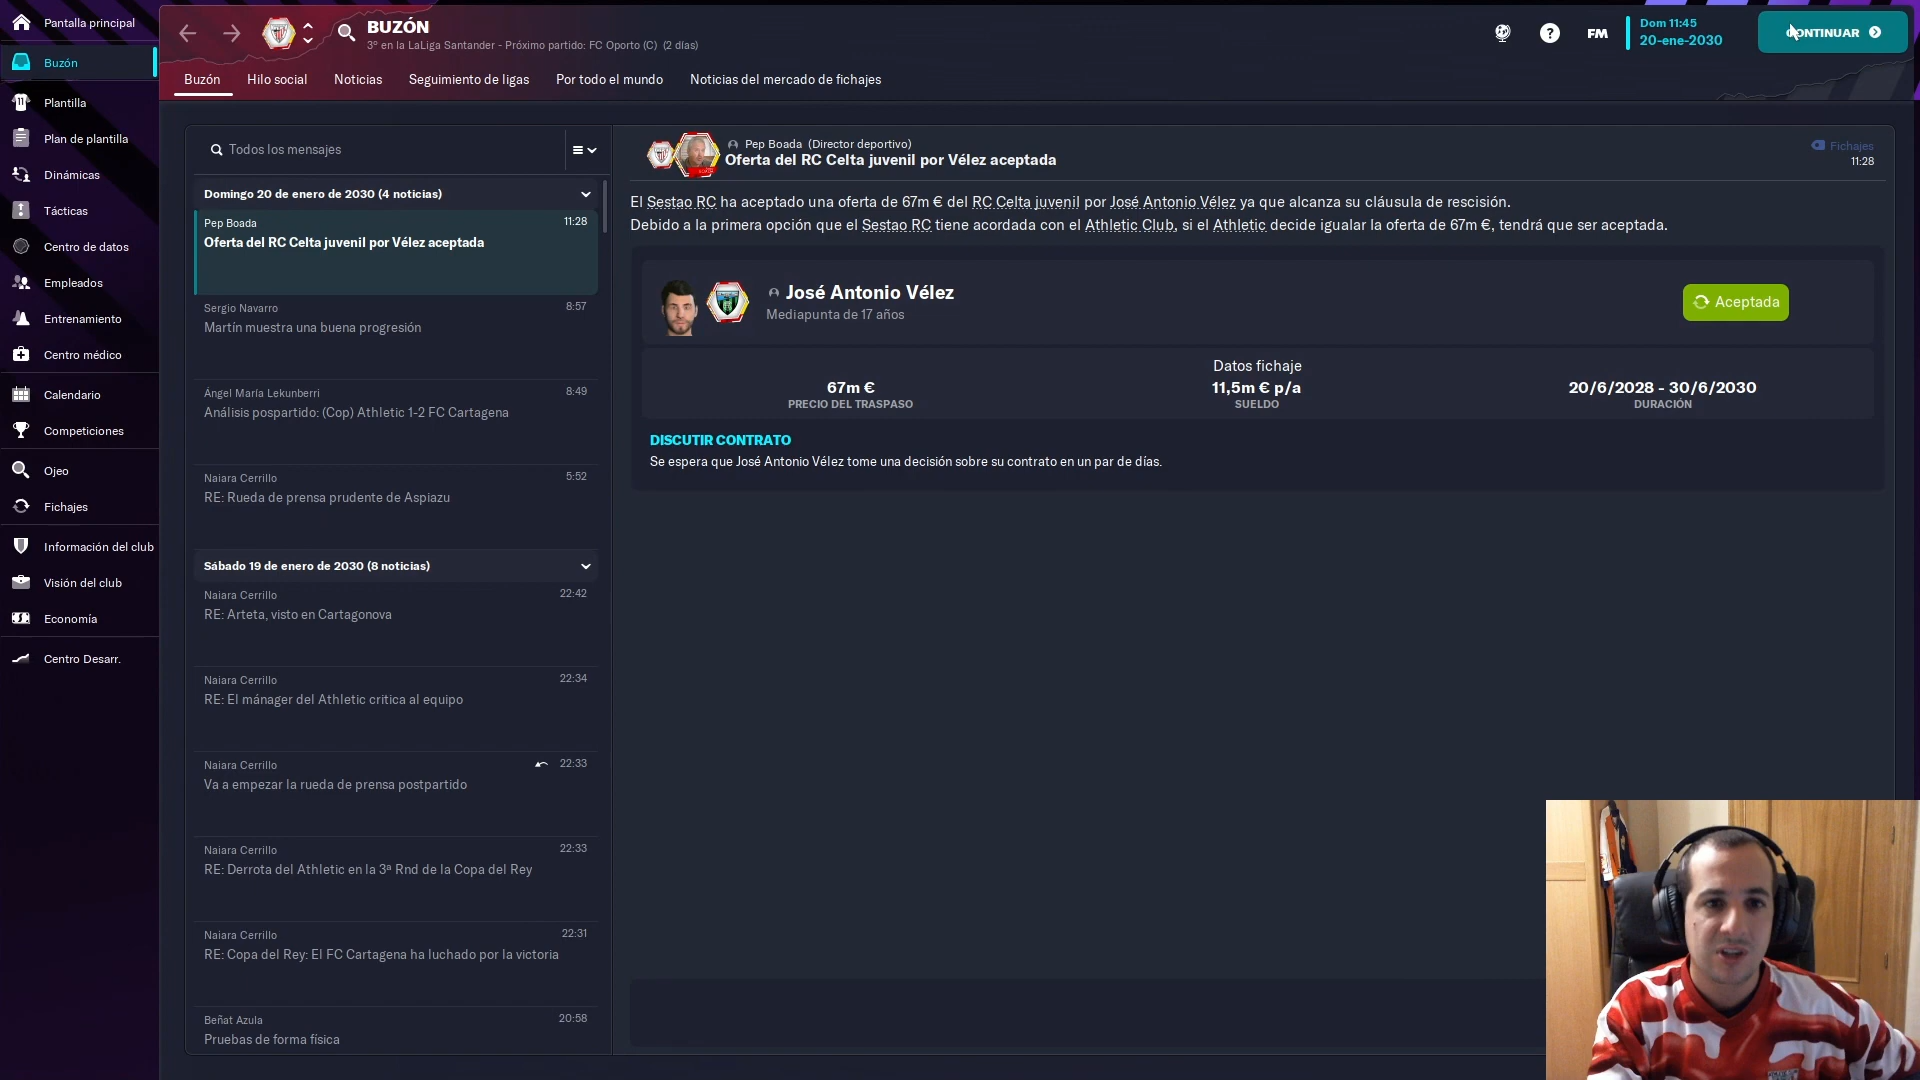 Pantalla principal
Buzón
Plantilla
Plan de plantilla
Dinámicas
Tácticas
Centro de datos
Empleados
Entrenamiento
Centro médico
Calendario
Competiciones
Ojeo
Fichajes
Información del club
Visión del club
Economía
Centro Desarr.
BUZÓN
3º en la LaLiga Santander - Próximo partido: FC Oporto (C) (2 días)
FM
Dom 11:45
20-ene-2030
CONTINUAR
Buzón
Hilo social
Noticias
Seguimiento de ligas
Por todo el mundo
Noticias del mercado de fichajes
Todos los mensajes
Domingo 20 de enero de 2030 (4 noticias)
Pep Boada 11:28
Oferta del RC Celta juvenil por Vélez aceptada
Sergio Navarro 8:57
Martín muestra una buena progresión
Ángel María Lekunberri 8:49
Análisis pospartido: (Cop) Athletic 1-2 FC Cartagena
Naiara Cerrillo 5:52
RE: Rueda de prensa prudente de Aspiazu
Sábado 19 de enero de 2030 (8 noticias)
Naiara Cerrillo 22:42
RE: Arteta, visto en Cartagonova
Naiara Cerrillo 22:34
RE: El mánager del Athletic critica al equipo
Naiara Cerrillo 22:33
Va a empezar la rueda de prensa postpartido
Naiara Cerrillo 22:33
RE: Derrota del Athletic en la 3ª Rnd de la Copa del Rey
Naiara Cerrillo 22:31
RE: Copa del Rey: El FC Cartagena ha luchado por la victoria
Beñat Azula 20:58
Pruebas de forma física
Pep Boada (Director deportivo)
Oferta del RC Celta juvenil por Vélez aceptada
Fichajes
11:28
El Sestao RC ha aceptado una oferta de 67m € del RC Celta juvenil por José Antonio Vélez ya que alcanza su cláusula de rescisión.
Debido a la primera opción que el Sestao RC tiene acordada con el Athletic Club, si el Athletic decide igualar la oferta de 67m €, tendrá que ser aceptada.
José Antonio Vélez
Mediapunta de 17 años
Aceptada
Datos fichaje
67m €
PRECIO DEL TRASPASO
11,5m € p/a
SUELDO
20/6/2028 - 30/6/2030
DURACIÓN
DISCUTIR CONTRATO
Se espera que José Antonio Vélez tome una decisión sobre su contrato en un par de días.